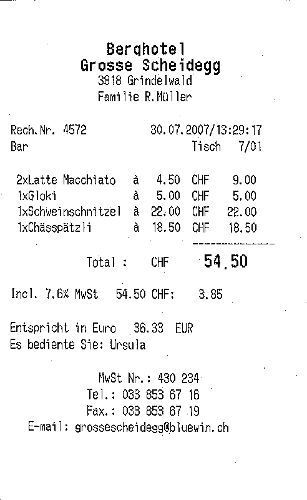 Berghotel
Grosse Scheidegg
3818 Grindelwald
Familie R.Müller
Rech.Nr. 4572 30.07.2007/13:29:17
Bar Tisch 7/01
2xLatte Macchiato à 4.50 CHF 9.00
1xGloki à 5.00 CHF 5.00
1xSchweinschnitzel à 22.00 CHF 22.00
1xChässpätzli à 18.50 CHF 18.50
Total : CHF 54.50
Incl. 7.6% MwSt 54.50 CHF: 3.85
Entspricht in Euro 36.33 EUR
Es bediente Sie: Ursula
MwSt Nr.: 430 234
Tel.: 033 853 67 16
Fax.: 033 853 67 19
E-mail: grossescheidegg@bluewin.ch